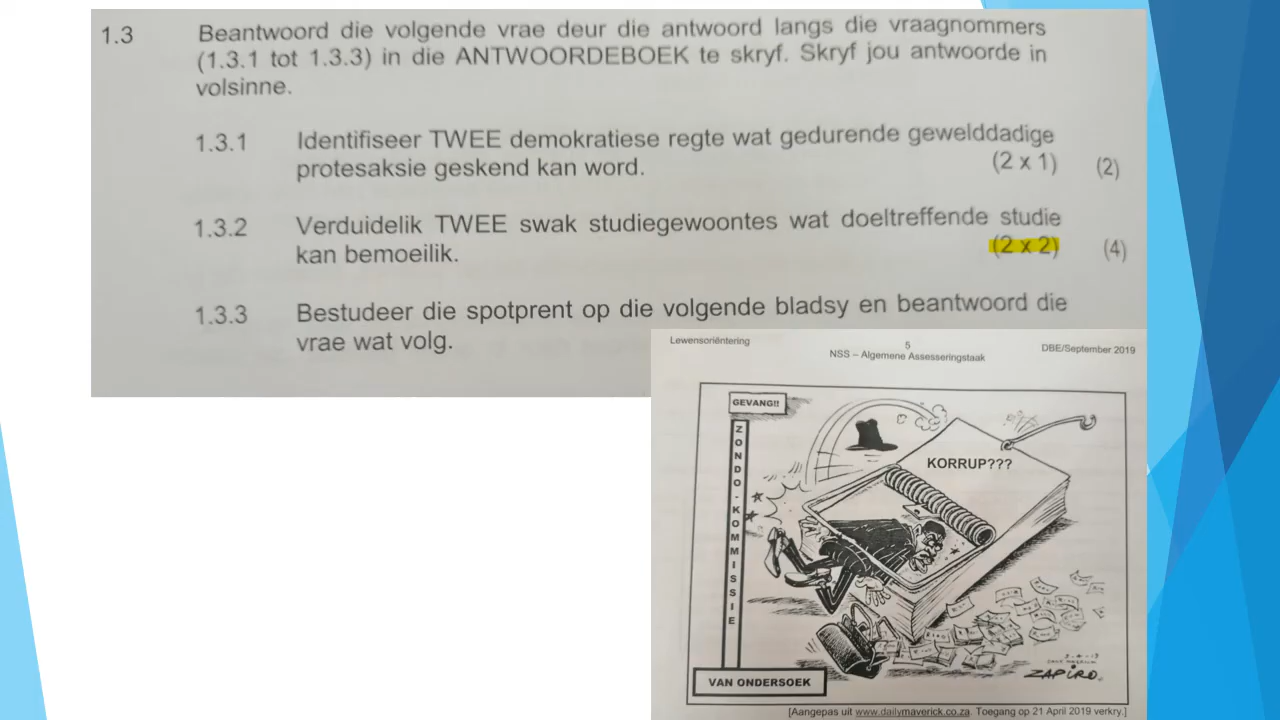 1.3 Beantwoord die volgende vrae deur die antwoord langs die vraagnommers
(1.3.1 tot 1.3.3) in die ANTWOORDEBOEK te skryf. Skryf jou antwoorde in
volsinne.
1.3.1 Identifiseer TWEE demokratiese regte wat gedurende gewelddadige
protesaksie geskend kan word. (2 x 1) (2)
1.3.2 Verduidelik TWEE swak studiegewoontes wat doeltreffende studie
kan bemoeilik. (2 x 2) (4)
1.3.3 Bestudeer die spotprent op die volgende bladsy en beantwoord die
vrae wat volg.
Lewensoriëntering 5 DBE/September 2019
NSS – Algemene Assesseringstaak
GEVANG!!
ZONDO-KOMMISSIE
KORRUP???
VAN ONDERSOEK
ZAPIRO
[Aangepas uit www.dailymaverick.co.za. Toegang op 21 April 2019 verkry.]